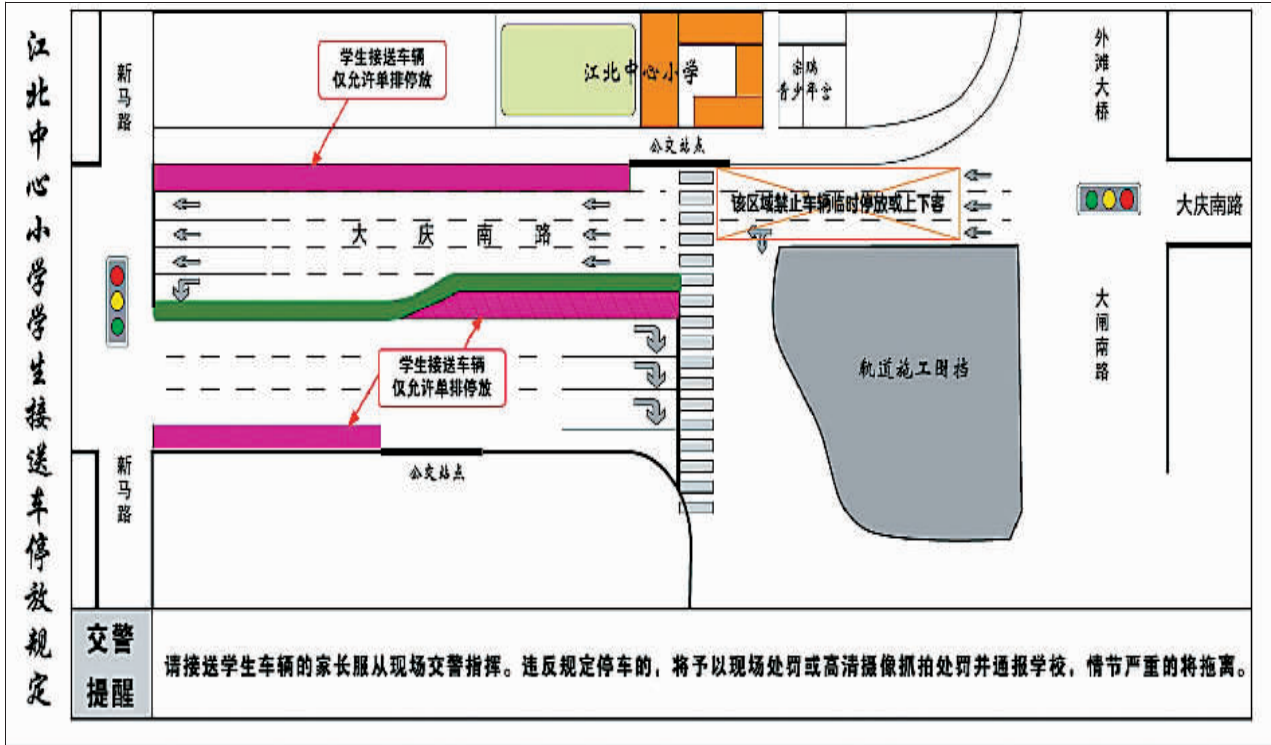 江北中心小学学生接送车停放规定
新马路
学生接送车辆
仅允许单排停放
江北中心小学
青少年宫
外滩大桥
公交站点
该区域禁止车辆临时停放或上下客
大庆南路
大庆南路
学生接送车辆
仅允许单排停放
轨道施工围挡
大闸南路
新马路
公交站点
交警
提醒
请接送学生车辆的家长服从现场交警指挥。违反规定停车的，将予以现场处罚或高清摄像抓拍处罚并通报学校，情节严重的将拖离。